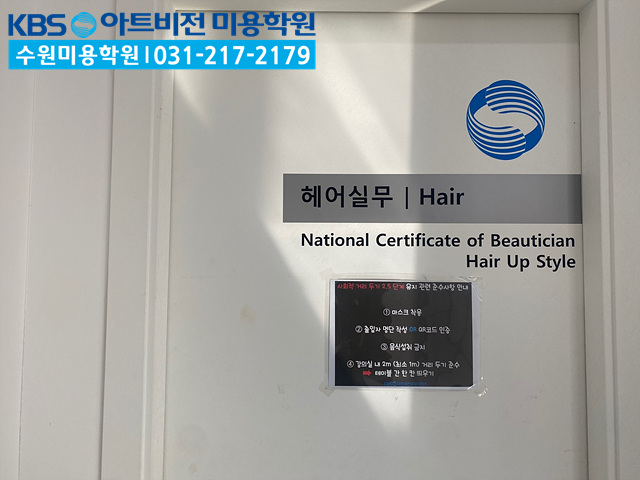 KBS 아트비전 미용학원
수원미용학원 | 031-217-2179
헤어실무 | Hair
National Certificate of Beautician
Hair Up Style
사회적 거리 두기 2.5 단계 유지 관련 준수사항 안내
① 마스크 착용
② 출입자 명단 작성 OR QR코드 인증
③ 음식섭취 금지
④ 강의실 내 2m (최소 1m) 거리 두기 준수
➡ 테이블 간 한 칸 띄우기